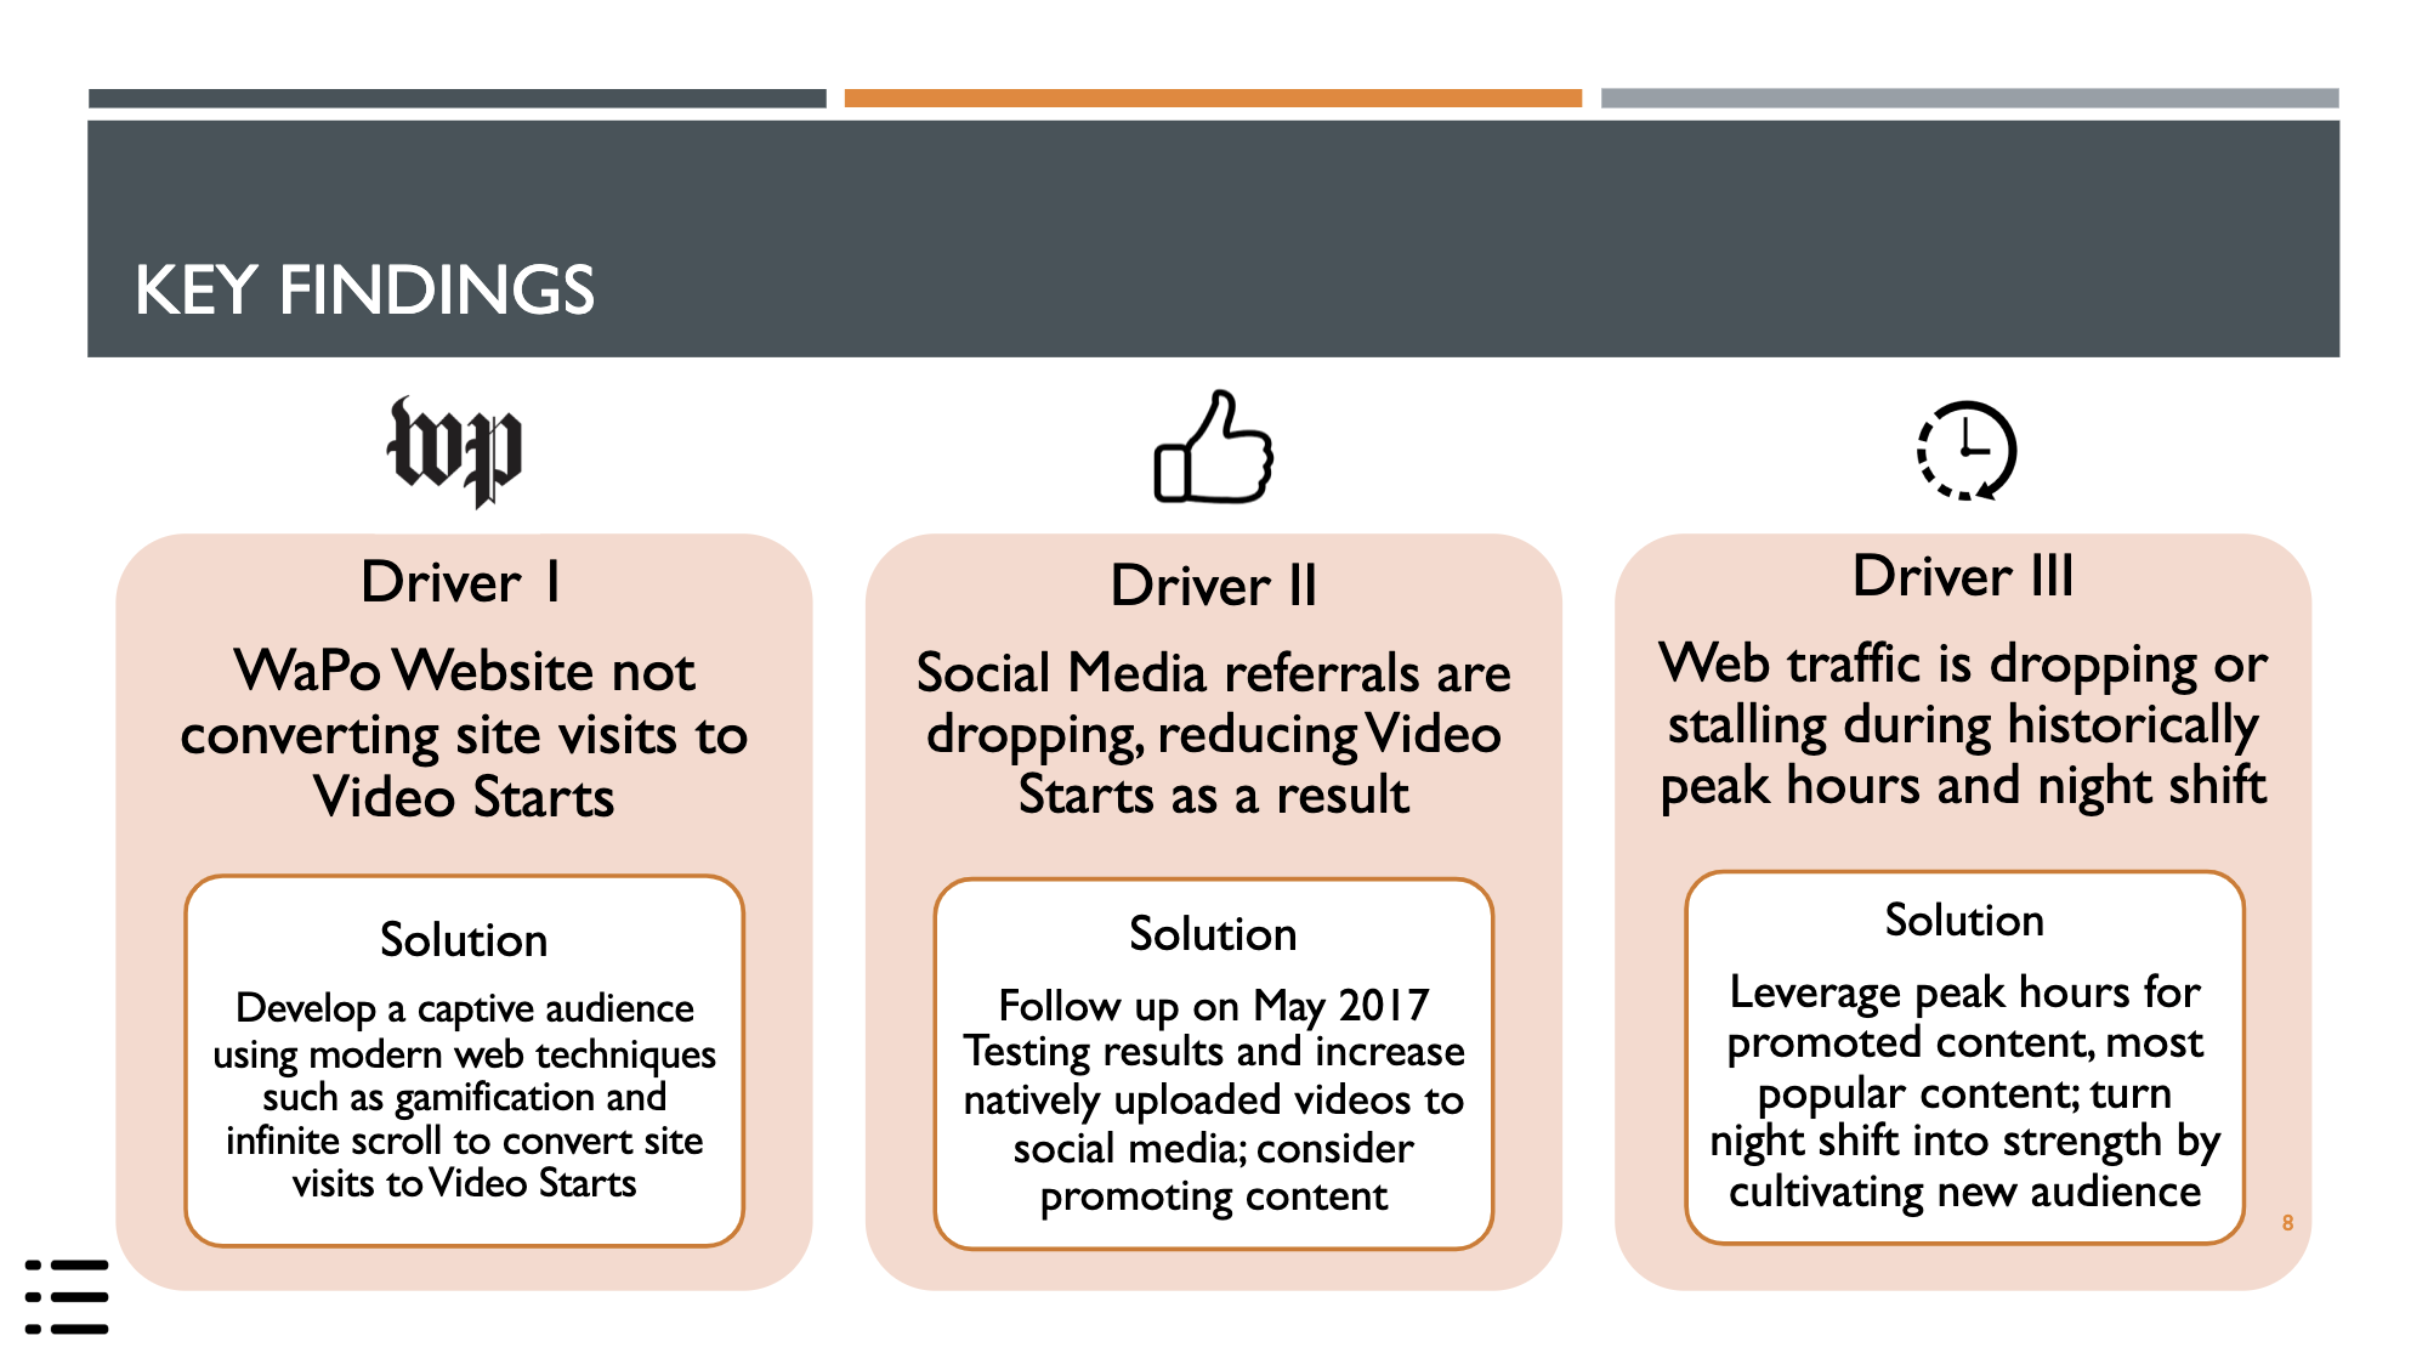 KEY FINDINGS
wp
Driver I
WaPo Website not
converting site visits to
Video Starts
Solution
Develop a captive audience
using modern web techniques
such as gamification and
infinite scroll to convert site
visits to Video Starts
Driver II
Social Media referrals are
dropping, reducing Video
Starts as a result
Solution
Follow up on May 2017
Testing results and increase
natively uploaded videos to
social media; consider
promoting content
Driver III
Web traffic is dropping or
stalling during historically
peak hours and night shift
Solution
Leverage peak hours for
promoted content, most
popular content; turn
night shift into strength by
cultivating new audience
8